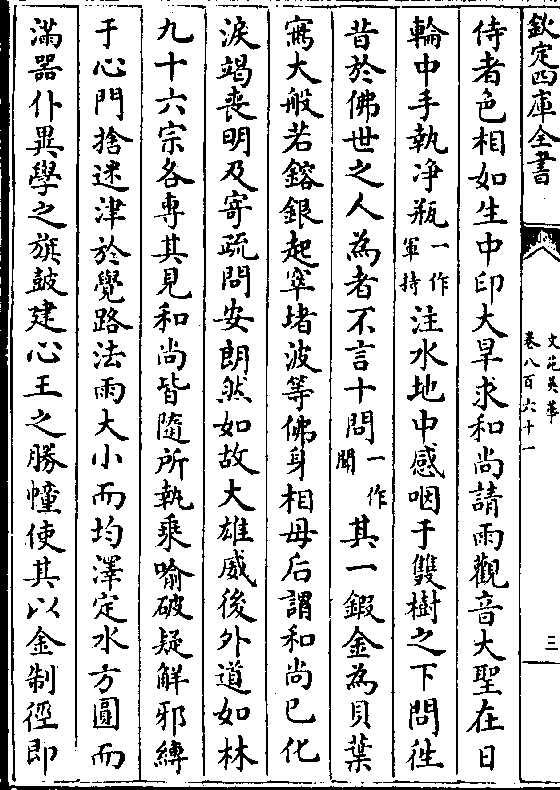 欽定四庫全書
文苑英華
卷八百六十一
三
侍者色相如生中印大旱求和尚請雨觀音大聖在日
輪中手執净瓶一作軍持注水地中感咽于雙樹之下問徃
昔於佛世之人為者不言十問一作聞其一鍜金為貝葉
寫大般若鎔銀起窣堵波等佛身相母后謂和尚已化
淚竭喪明及寄疏問安朗然如故大雄威後外道如林
九十六宗各專其見和尚皆隨所執乘喻破疑解邪縛
于心門捨迷津於覺路法雨大小而均澤定水方圓而
滿器仆異學之旗鼓建心王之勝幢使其以金制徑即